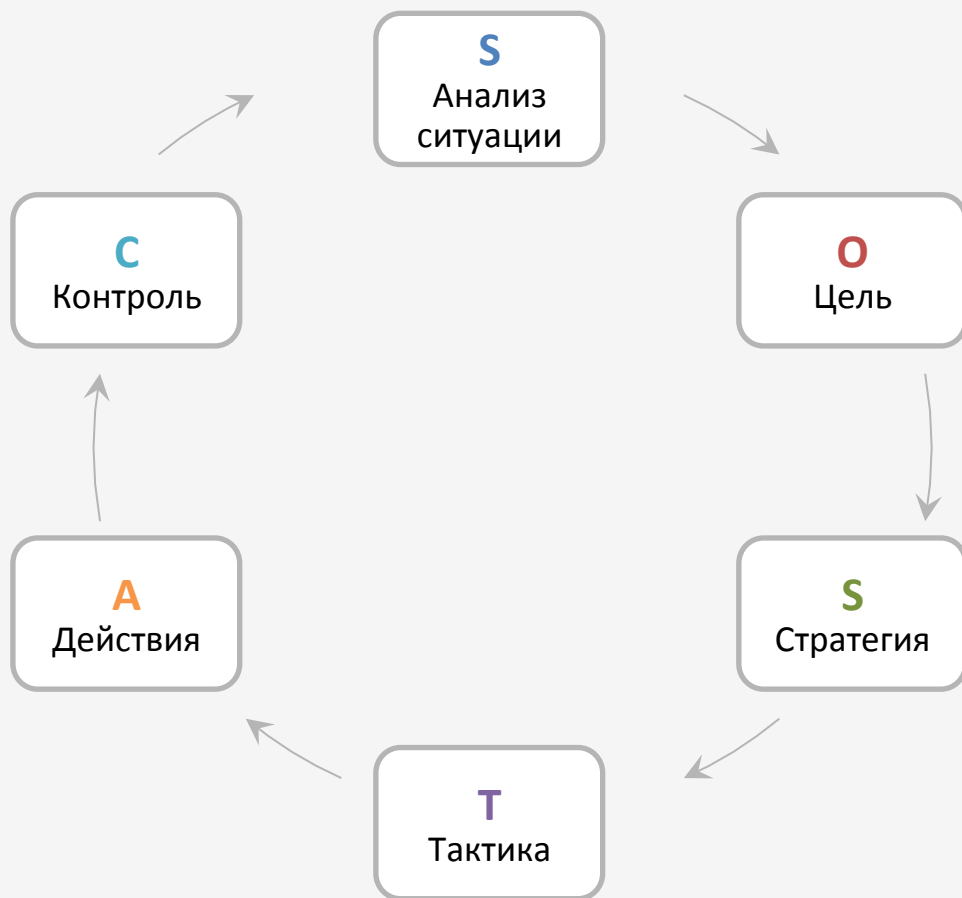 S
Анализ
ситуации
O
Цель
S
Стратегия
T
Тактика
A
Действия
C
Контроль